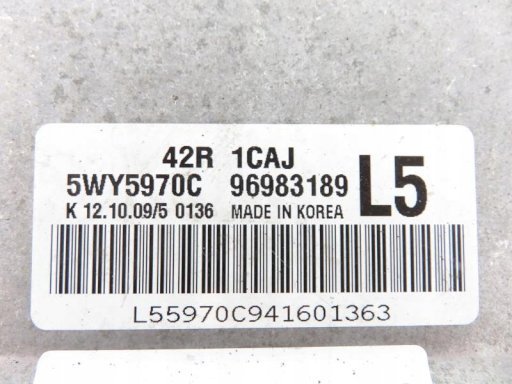 42R 1CAJ
5WY5970C 96983189 L5
K 12.10.09/5 0136 MADE IN KOREA
L55970C941601363